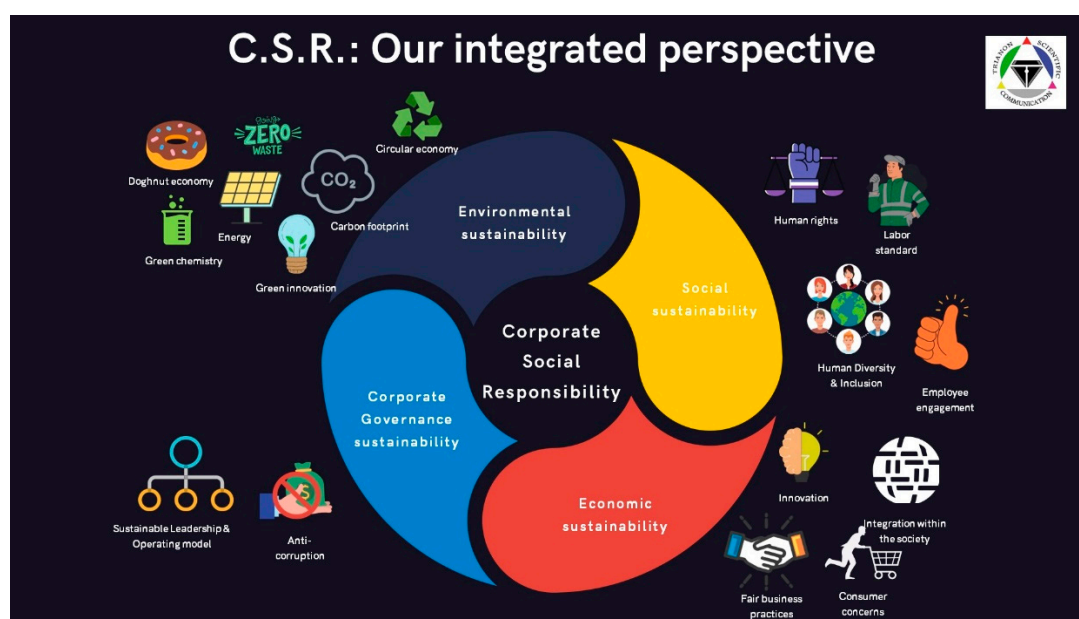 C.S.R.: Our integrated perspective
TRIANON
SCIENTIFIC
COMMUNICATION
ZERO
WASTE
Circular economy
Doghnut economy
CO₂
Carbon footprint
Energy
Green chemistry
Green innovation
Environmental
sustainability
Social
sustainability
Corporate
Social
Responsibility
Corporate
Governance
sustainability
Economic
sustainability
Human rights
Labor
standard
Human Diversity
& Inclusion
Employee
engagement
Innovation
Integration within
the society
Fair business
practices
Consumer
concerns
Sustainable Leadership &
Operating model
$
Anti-
corruption